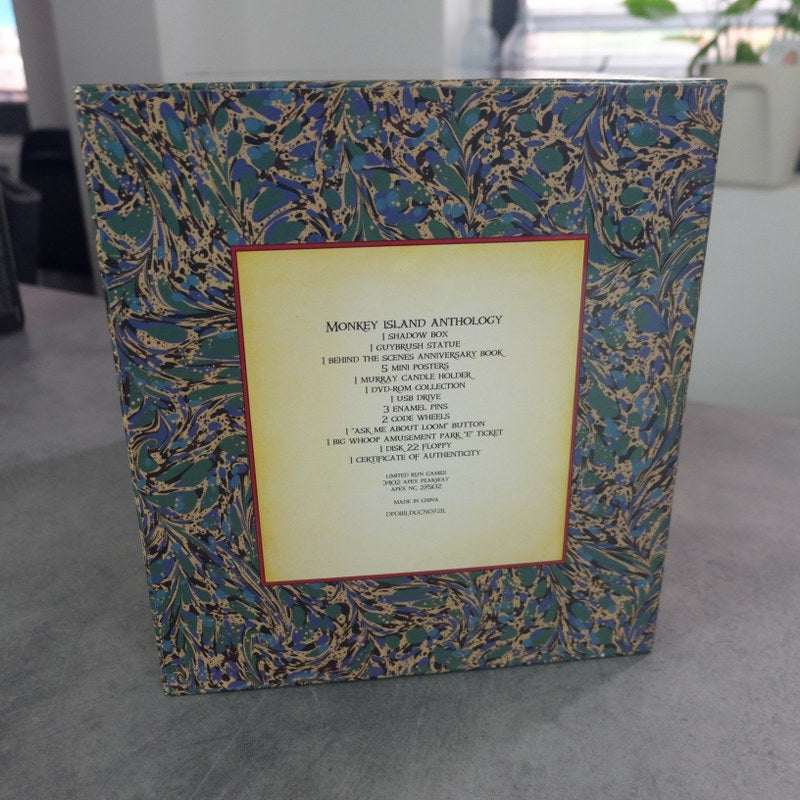 MONKEY ISLAND ANTHOLOGY
1 SHADOW BOX
1 GUYBRUSH STATUE
1 BEHIND THE SCENES ANNIVERSARY BOOK
5 MINI POSTERS
1 MURRAY CANDLE HOLDER
1 DVD-ROM COLLECTION
1 USB DRIVE
3 ENAMEL PINS
2 CODE WHEELS
1 "ASK ME ABOUT LOOM" BUTTON
1 BIG WHOOP AMUSEMENT PARK "E" TICKET
1 DISK 22 FLOPPY
1 CERTIFICATE OF AUTHENTICITY
LIMITED RUN GAMES
3402 APEX PEAKWAY
APEX NC, 27502
MADE IN CHINA